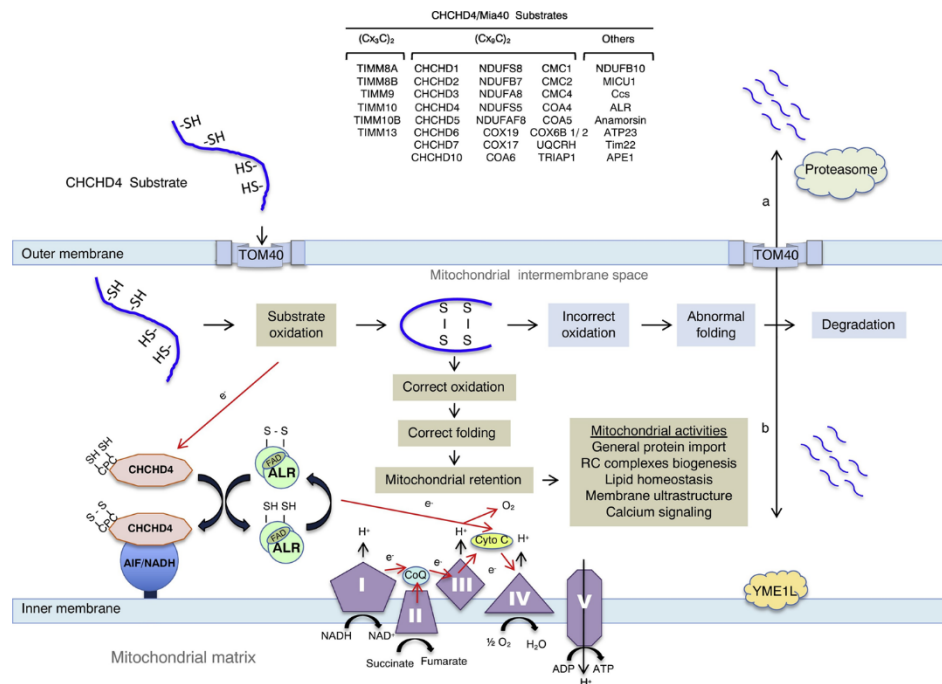 CHCHD4/Mia40 Substrates
(Cx₃C)₂ (Cx₉C)₂ Others
TIMM8A CHCHD1 NDUFS8 CMC1 NDUFB10
TIMM8B CHCHD2 NDUFB7 CMC2 MICU1
TIMM9 CHCHD3 NDUFA8 CMC4 Ccs
TIMM10 CHCHD4 NDUFS5 COA4 ALR
TIMM10B CHCHD5 NDUFAF8 COA5 Anamorsin
TIMM13 CHCHD6 COX19 COX6B 1/ 2 ATP23
CHCHD7 COX17 UQCRH Tim22
CHCHD10 COA6 TRIAP1 APE1
-SH
-SH
HS-
HS-
CHCHD4 Substrate
Proteasome
a
Outer membrane
TOM40
TOM40
Mitochondrial intermembrane space
-SH
-SH
HS-
HS-
Substrate
oxidation
S S
I I
S S
Incorrect
oxidation
Abnormal
folding
Degradation
e⁻
Correct oxidation
Correct folding
Mitochondrial retention
Mitochondrial activities
General protein import
RC complexes biogenesis
Lipid homeostasis
Membrane ultrastructure
Calcium signaling
b
SH SH
CPC
CHCHD4
S - S
FAD
ALR
S - S
CPC
CHCHD4
AIF/NADH
SH SH
FAD
ALR
e⁻
O₂
H⁺
H⁺
Cyto C
H⁺
e⁻
CoQ
e⁻
e⁻
I
II
III
IV
V
YME1L
Inner membrane
NADH
NAD⁺
Succinate
Fumarate
½ O₂
H₂O
ADP
ATP
H⁺
Mitochondrial matrix